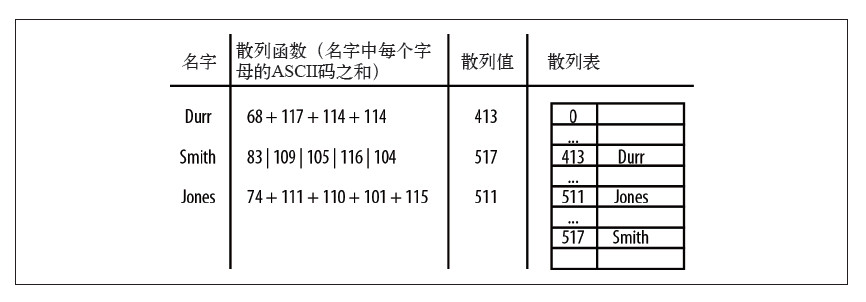 名字 散列函数（名字中每个字 散列值 散列表
母的ASCII码之和）
Durr 68 + 117 + 114 + 114 413 0
...
Smith 83 | 109 | 105 | 116 | 104 517 413 Durr
...
Jones 74 + 111 + 110 + 101 + 115 511 511 Jones
...
517 Smith